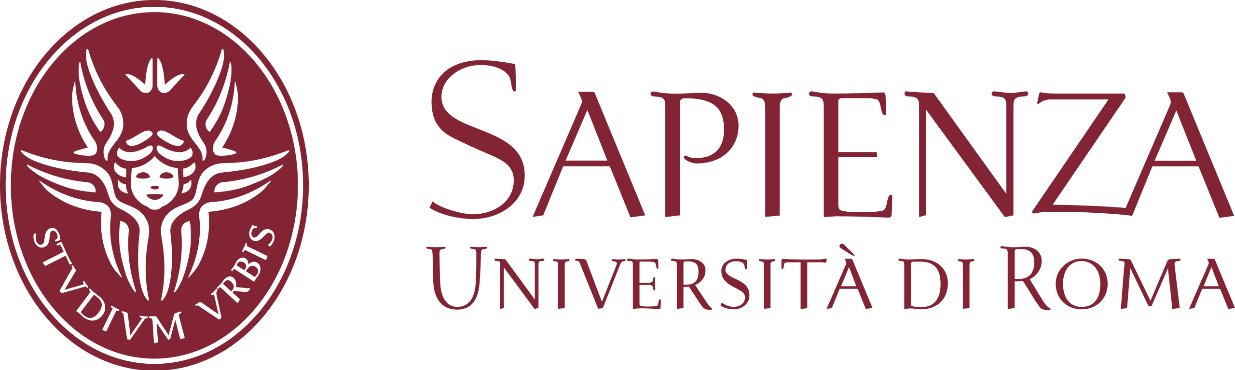 STVDIVM VRBIS
SAPIENZA
UNIVERSITÀ DI ROMA